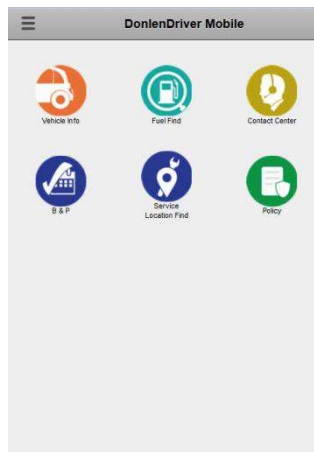 DonlenDriver Mobile
Vehicle Info
Fuel Find
Contact Center
B & P
Service
Location Find
Policy